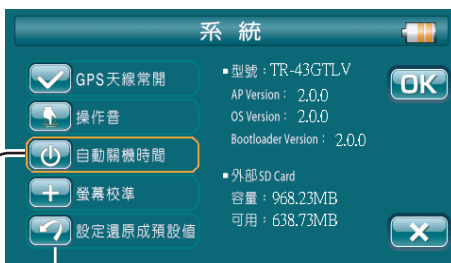 系 統
GPS天線常開
操作音
自動關機時間
螢幕校準
設定還原成預設值
▪型號：TR-43GTLV
AP Version： 2.0.0
OS Version： 2.0.0
Bootloader Version： 2.0.0
▪外部SD Card
容量：968.23MB
可用：638.73MB
OK